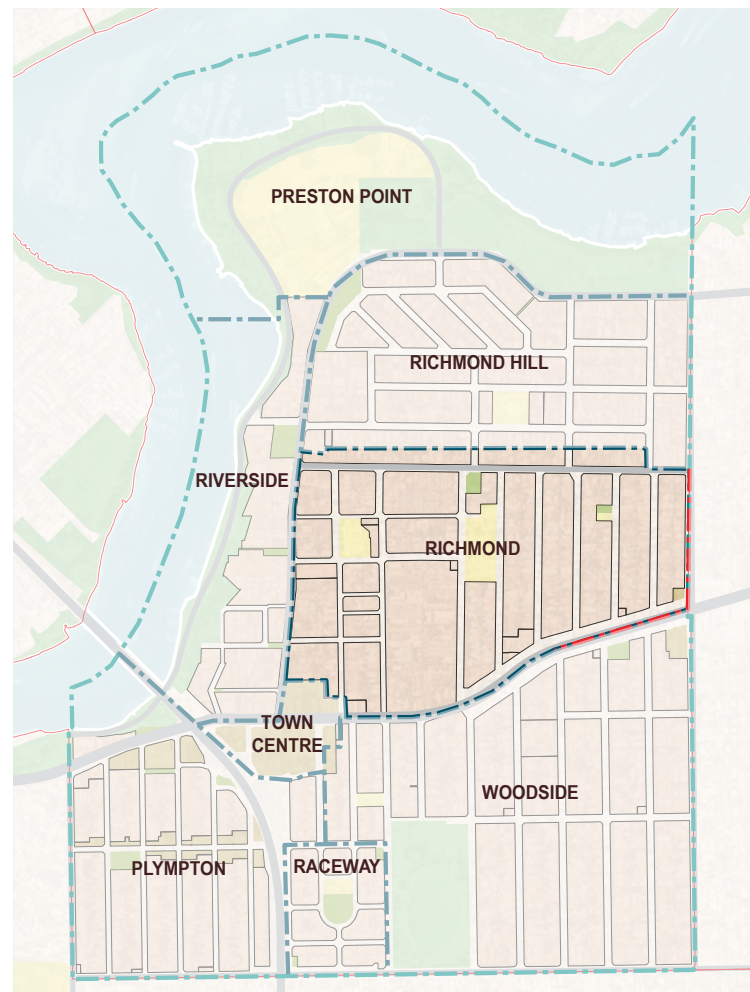 PRESTON POINT
RICHMOND HILL
RIVERSIDE
RICHMOND
TOWN
CENTRE
WOODSIDE
PLYMPTON
RACEWAY